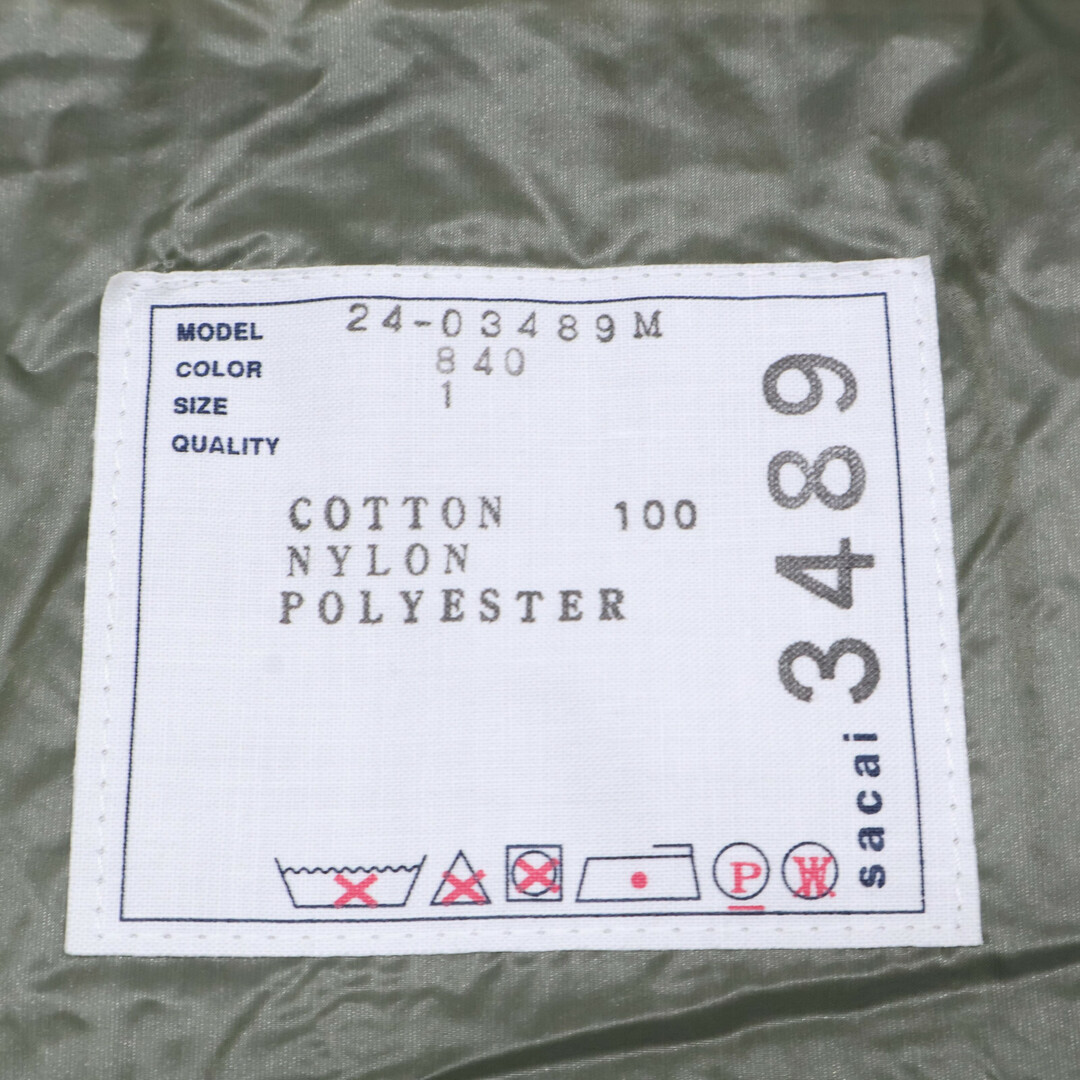 MODEL 24-03489M
COLOR 840
SIZE 1
QUALITY
COTTON 100
NYLON
POLYESTER
P W
sacai 3489